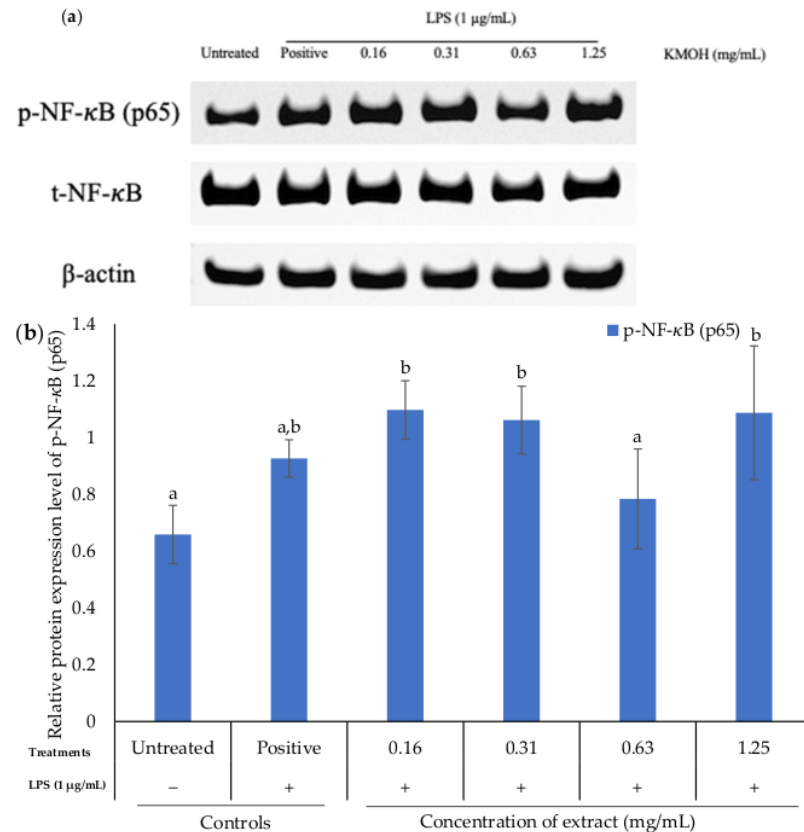 (a)
LPS (1 µg/mL)
Untreated Positive 0.16 0.31 0.63 1.25 KMOH (mg/mL)
p-NF-κB (p65)
t-NF-κB
β-actin
(b)
Relative protein expression level of p-NF-κB (p65)
1.4
1.2
1
0.8
0.6
0.4
0.2
0
p-NF-κB (p65)
a
a,b
b
b
a
b
Treatments Untreated Positive 0.16 0.31 0.63 1.25
LPS (1 µg/mL) − + + + + +
Controls Concentration of extract (mg/mL)